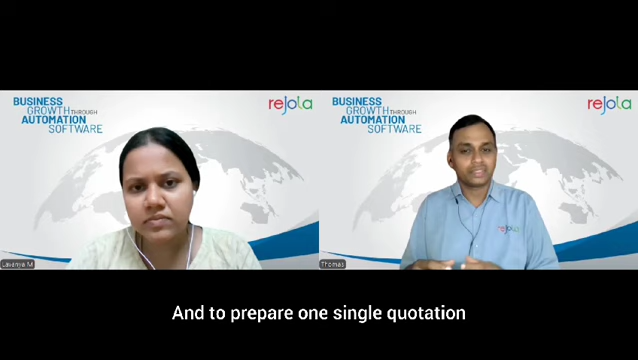 BUSINESS
GROWTH THROUGH
AUTOMATION
SOFTWARE
rejola
BUSINESS
GROWTH THROUGH
AUTOMATION
SOFTWARE
rejola
rejola
Lavanya M
Thomas
And to prepare one single quotation